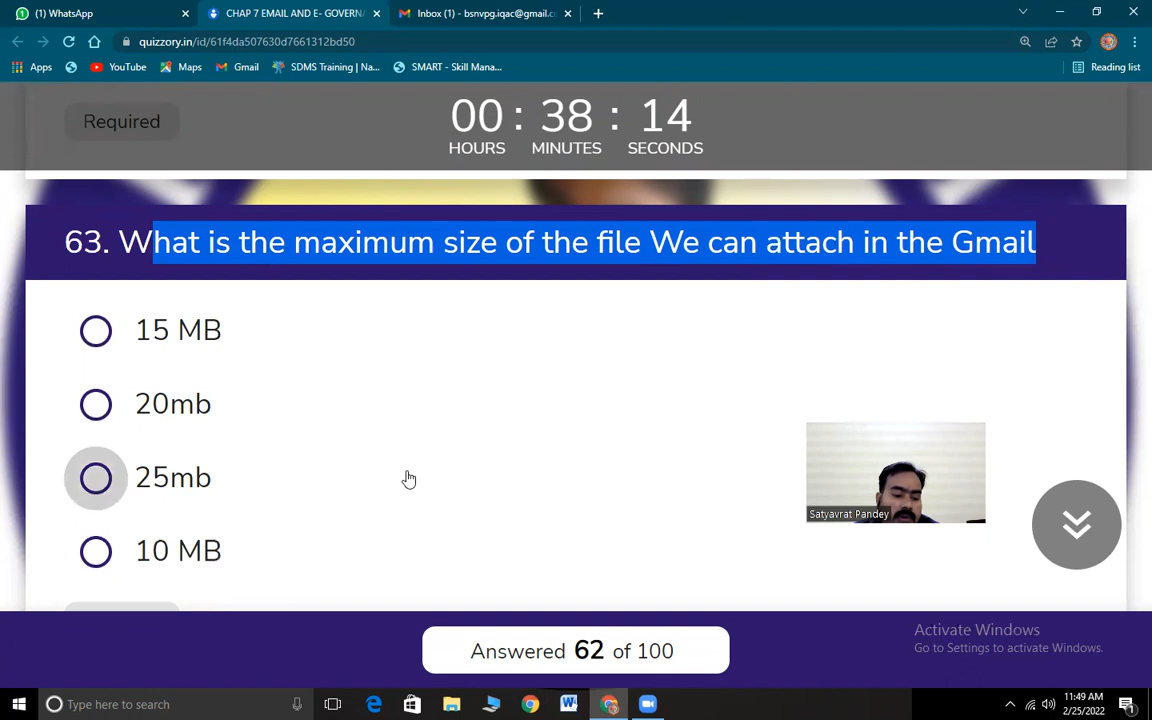 (1) WhatsApp
CHAP 7 EMAIL AND E- GOVERNA
Inbox (1) - bsnvpg.iqac@gmail.c
quizzory.in/id/61f4da507630d7661312bd50
Apps
YouTube
Maps
Gmail
SDMS Training | Na...
SMART - Skill Mana...
Reading list
Required
00 : 38 : 14
HOURS MINUTES SECONDS
63. What is the maximum size of the file We can attach in the Gmail
15 MB
20mb
25mb
10 MB
Satyavrat Pandey
Answered 62 of 100
Activate Windows
Go to Settings to activate Windows.
Type here to search
11:49 AM
2/25/2022